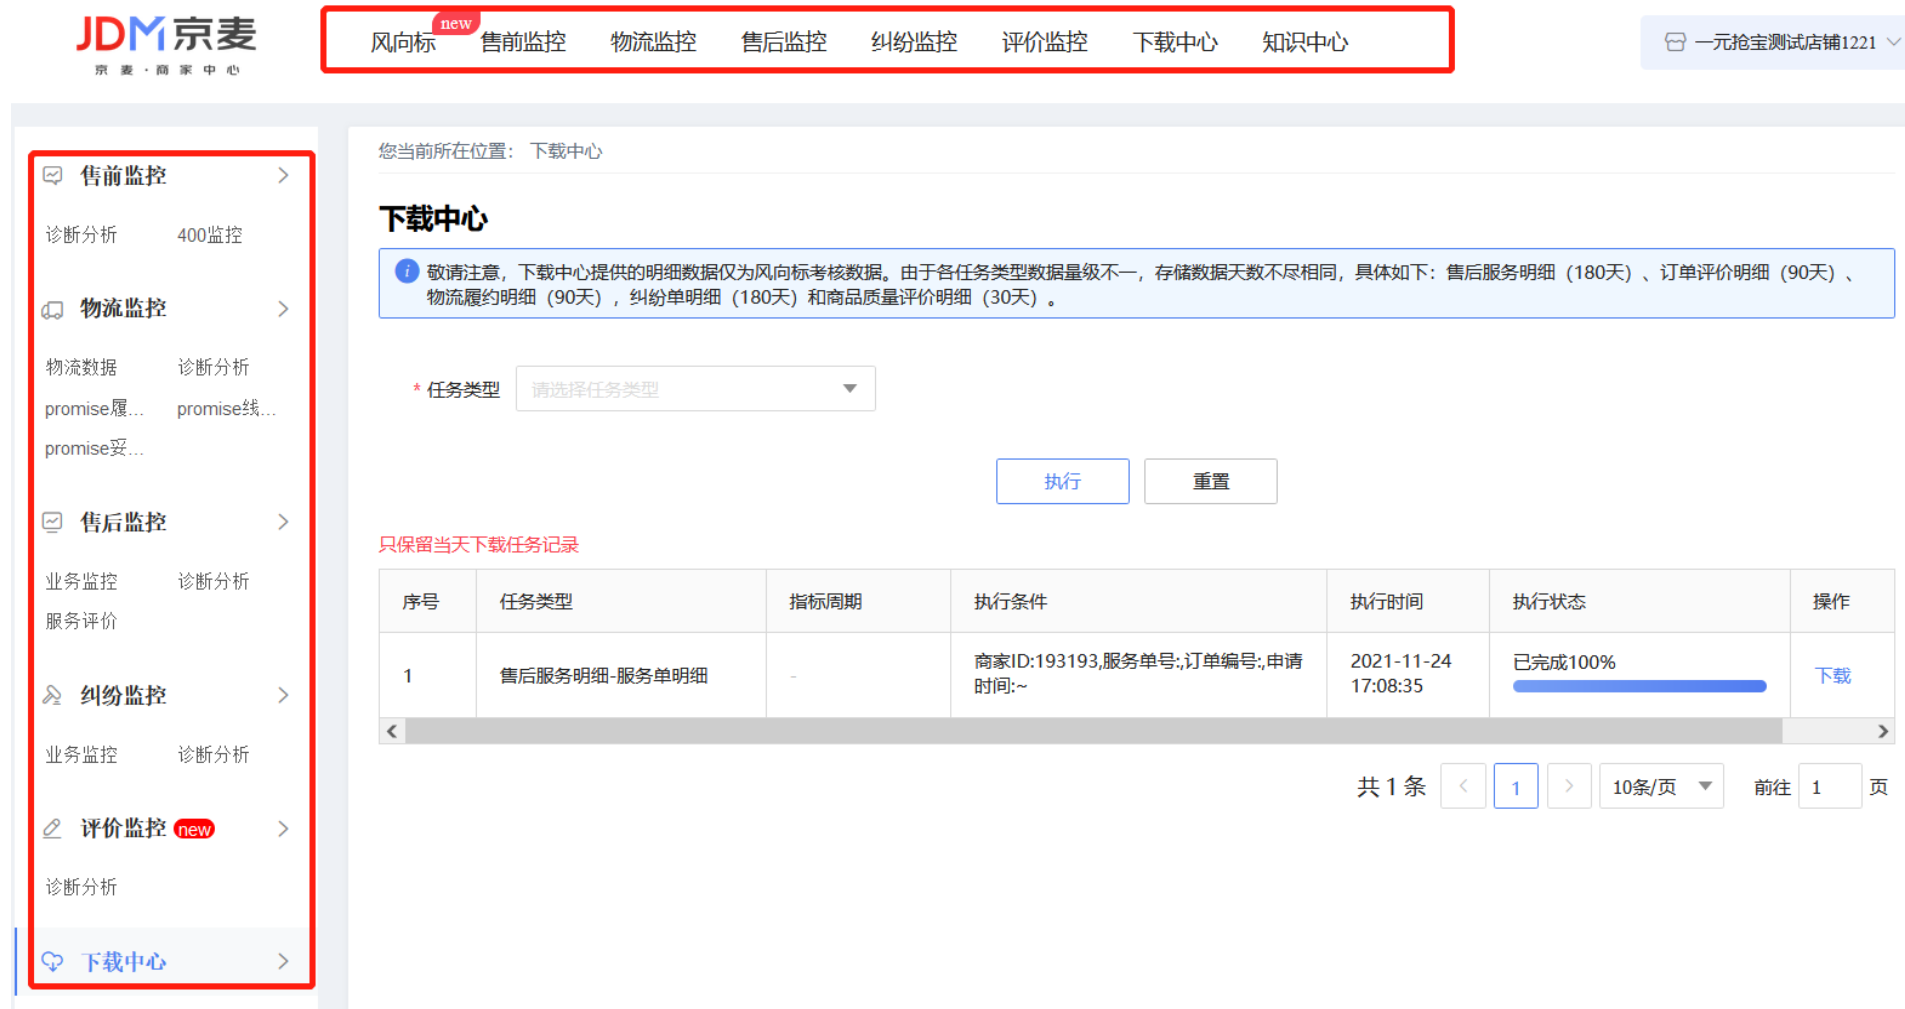 JDM京麦
京麦·商家中心
风向标 new 售前监控 物流监控 售后监控 纠纷监控 评价监控 下载中心 知识中心
一元抢宝测试店铺1221
售前监控
诊断分析 400监控
物流监控
物流数据 诊断分析
promise履... promise线...
promise妥...
售后监控
业务监控 诊断分析
服务评价
纠纷监控
业务监控 诊断分析
评价监控 new
诊断分析
下载中心
您当前所在位置： 下载中心
下载中心
敬请注意，下载中心提供的明细数据仅为风向标考核数据。由于各任务类型数据量级不一，存储数据天数不尽相同，具体如下：售后服务明细（180天）、订单评价明细（90天）、
物流履约明细（90天），纠纷单明细（180天）和商品质量评价明细（30天）。
* 任务类型 请选择任务类型
执行 重置
只保留当天下载任务记录
序号 任务类型 指标周期 执行条件 执行时间 执行状态 操作
1 售后服务明细-服务单明细 - 商家ID:193193,服务单号:,订单编号:,申请时间:~ 2021-11-24 17:08:35 已完成100% 下载
共 1 条 1 10条/页 前往 1 页